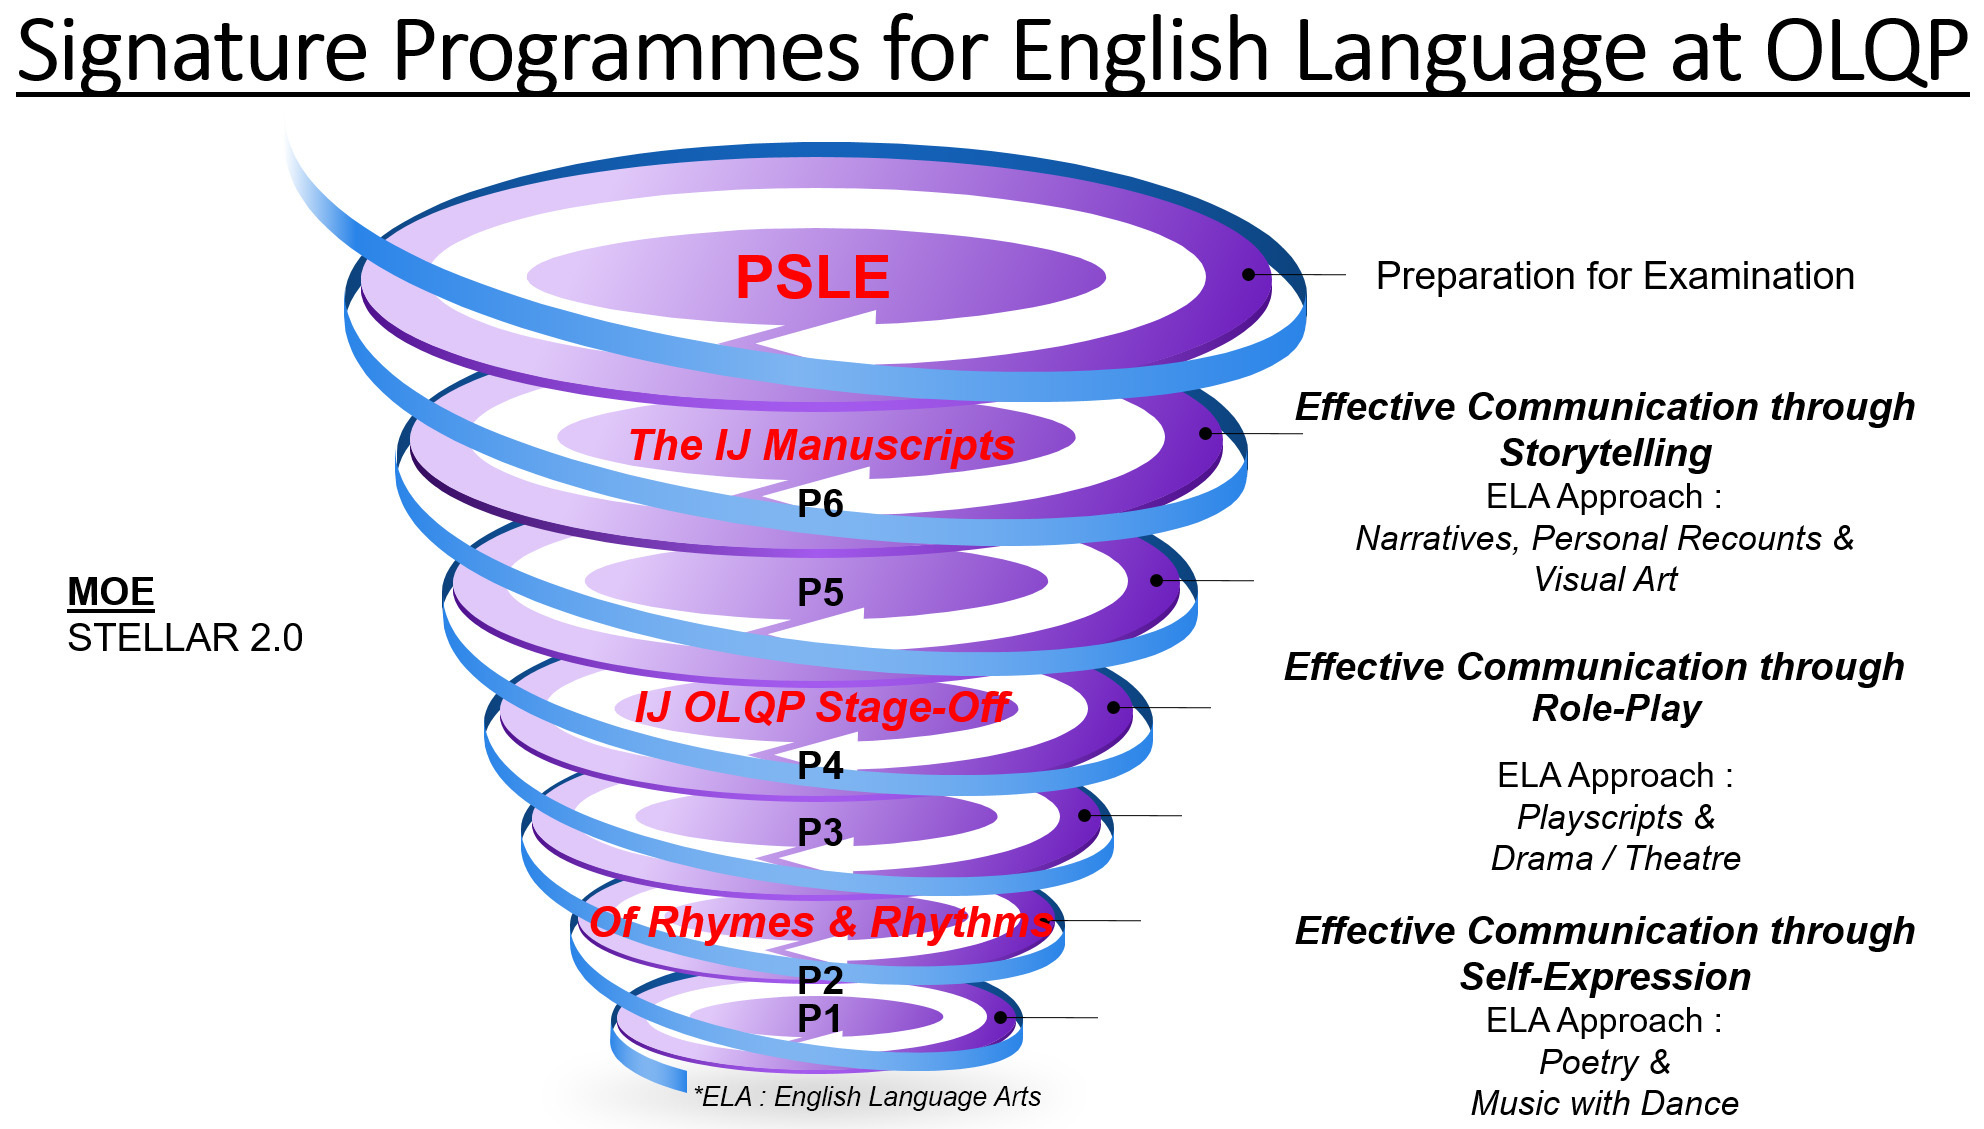 Signature Programmes for English Language at OLQP
PSLE
Preparation for Examination
The IJ Manuscripts
P6
Effective Communication through
Storytelling
ELA Approach :
Narratives, Personal Recounts &
Visual Art
P5
MOE
STELLAR 2.0
IJ OLQP Stage-Off
P4
Effective Communication through
Role-Play
ELA Approach :
Playscripts &
Drama / Theatre
P3
Of Rhymes & Rhythms
P2
P1
Effective Communication through
Self-Expression
ELA Approach :
Poetry &
Music with Dance
*ELA : English Language Arts